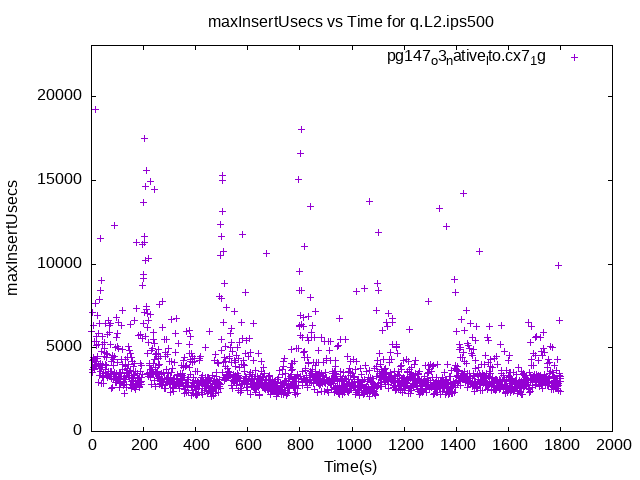 maxInsertUsecs vs Time for q.L2.ips500
pg147o3native_lto.cx7_1g
20000
15000
10000
5000
0
maxInsertUsecs
0 200 400 600 800 1000 1200 1400 1600 1800 2000
Time(s)